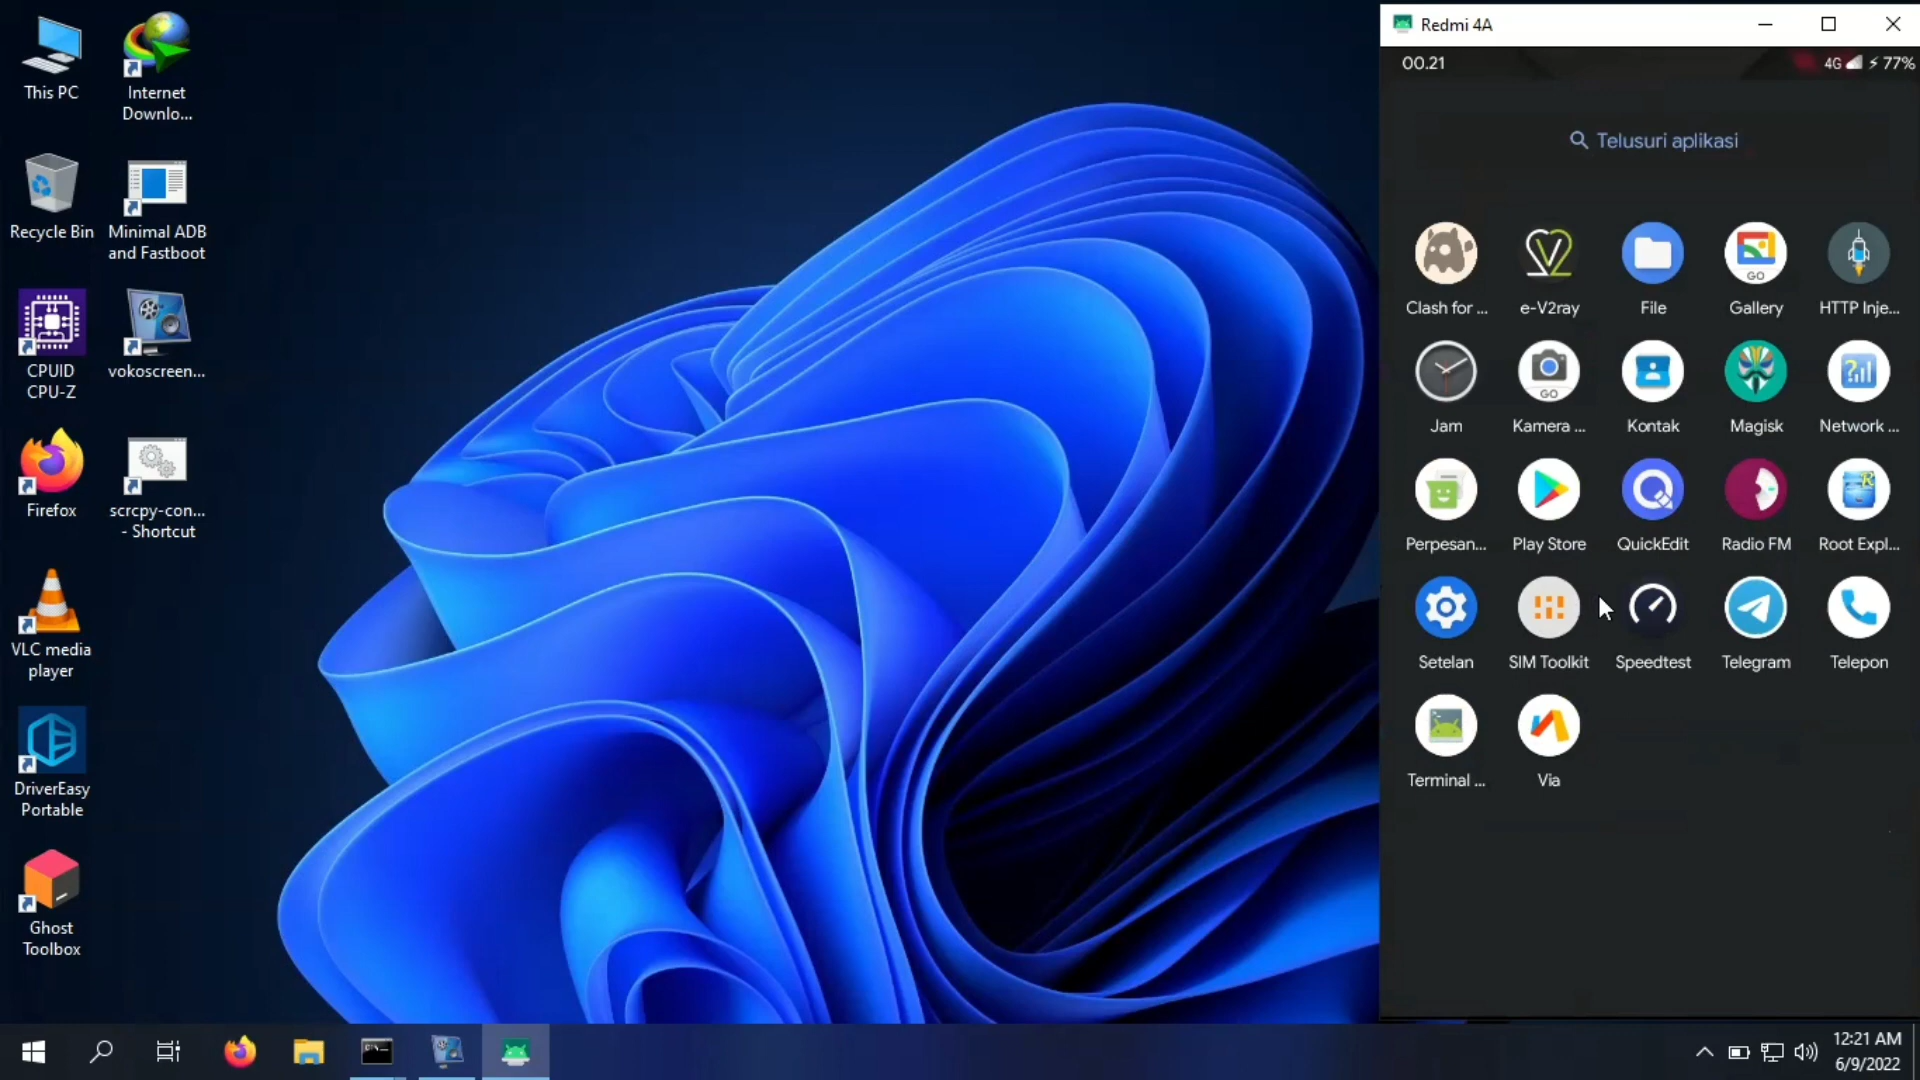 This PC
Internet
Downlo...
Recycle Bin
Minimal ADB
and Fastboot
CPUID
CPU-Z
vokoscreen...
Firefox
scrcpy-con...
- Shortcut
VLC media
player
DriverEasy
Portable
Ghost
Toolbox
Redmi 4A
00.21
4G
77%
Telusuri aplikasi
Clash for ...
e-V2ray
File
Gallery
HTTP Inje...
GO
Jam
Kamera ...
Kontak
Magisk
Network ...
GO
Perpesan...
Play Store
QuickEdit
Radio FM
Root Expl...
Setelan
SIM Toolkit
Speedtest
Telegram
Telepon
Terminal ...
Via
12:21 AM
6/9/2022